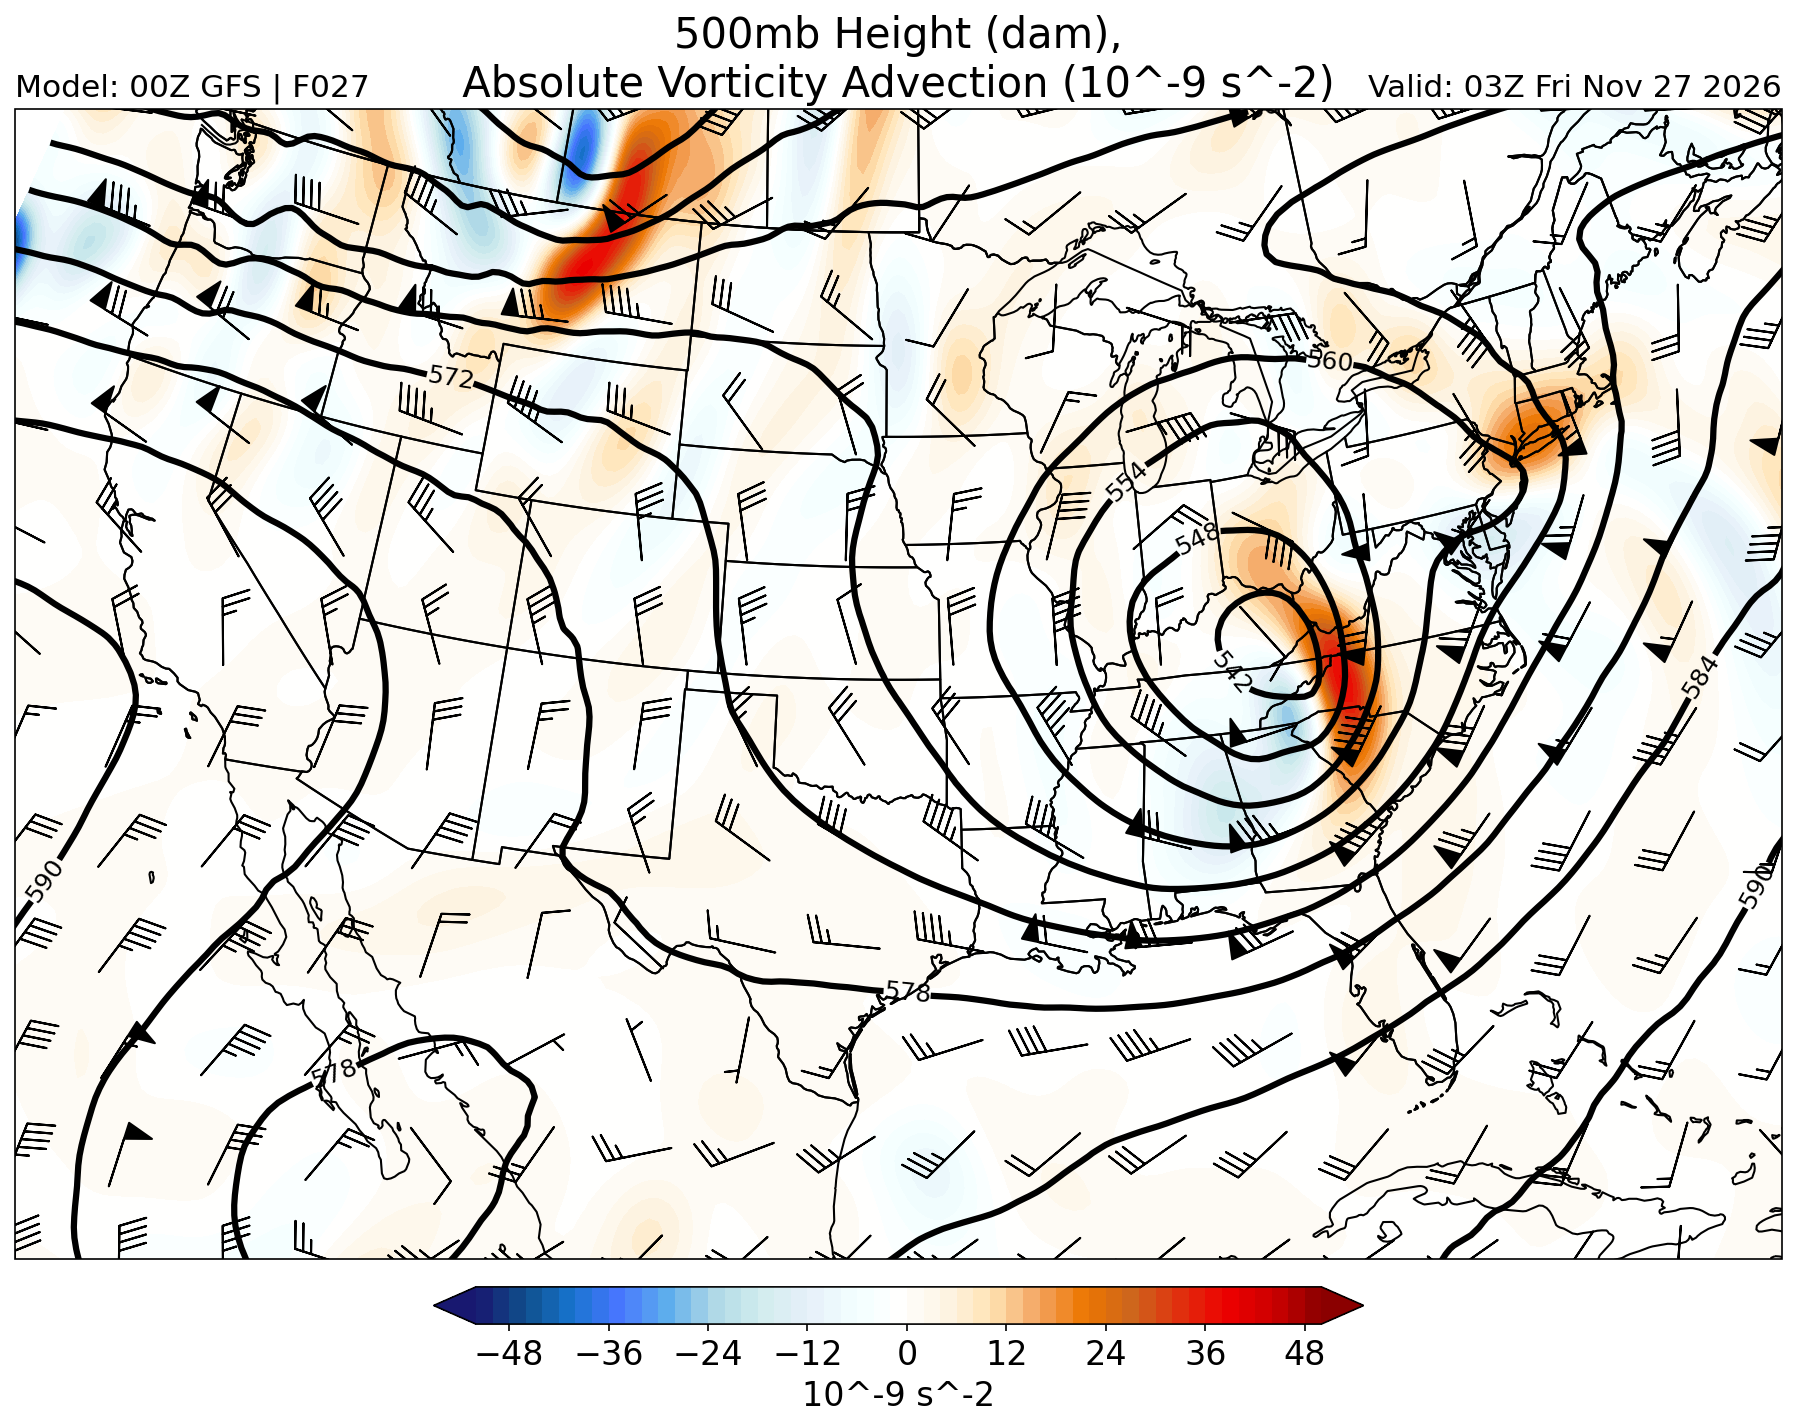 500mb Height (dam),
Model: 00Z GFS | F027
Absolute Vorticity Advection (10^-9 s^-2)
Valid: 03Z Fri Nov 27 2026
560
572
554
548
542
584
590
590
578
578
−48 −36 −24 −12 0 12 24 36 48
10^-9 s^-2